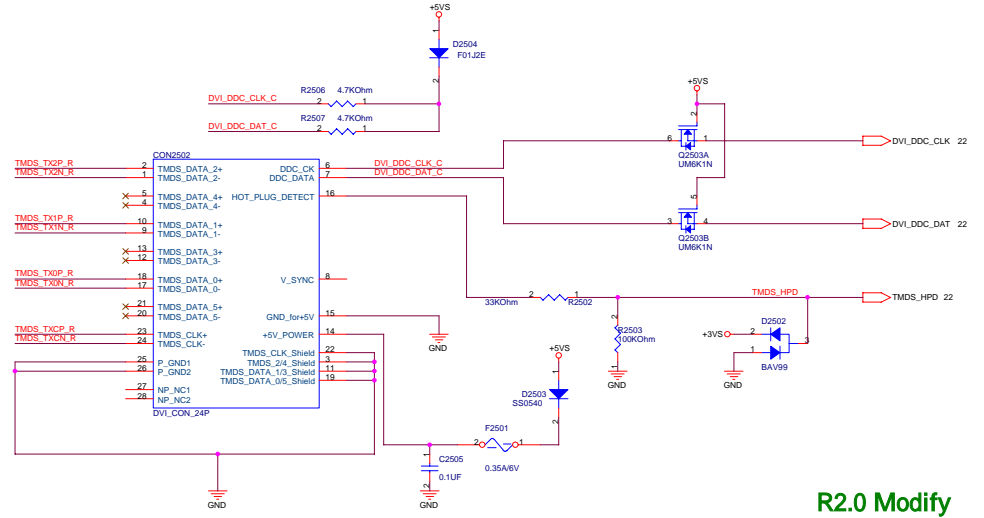 +5VS
1
D2504
F01J2E
2
R2506 4.7KOhm
DVI_DDC_CLK_C 2 1
R2507 4.7KOhm
DVI_DDC_DAT_C 2 1
+5VS
2
6 1 DVI_DDC_CLK 22
Q2503A
UM6K1N
5
3 4 DVI_DDC_DAT 22
Q2503B
UM6K1N
CON2502
TMDS_TX2P_R 2 TMDS_DATA_2+ DDC_CK 6 DVI_DDC_CLK_C
TMDS_TX2N_R 1 TMDS_DATA_2- DDC_DATA 7 DVI_DDC_DAT_C
5 TMDS_DATA_4+ HOT_PLUG_DETECT 16
4 TMDS_DATA_4-
TMDS_TX1P_R 10 TMDS_DATA_1+
TMDS_TX1N_R 9 TMDS_DATA_1-
13 TMDS_DATA_3+
12 TMDS_DATA_3-
TMDS_TX0P_R 18 TMDS_DATA_0+ V_SYNC 8
TMDS_TX0N_R 17 TMDS_DATA_0-
21 TMDS_DATA_5+
20 TMDS_DATA_5-
GND_for+5V 15
TMDS_TXCP_R 23 TMDS_CLK+ +5V_POWER 14
TMDS_TXCN_R 24 TMDS_CLK-
TMDS_CLK_Shield 22
25 P_GND1 TMDS_2/4_Shield 3
26 P_GND2 TMDS_DATA_1/3_Shield 11
TMDS_DATA_0/5_Shield 19
27 NP_NC1
28 NP_NC2
DVI_CON_24P
GND
2 1 TMDS_HPD TMDS_HPD 22
33KOhm R2502
2
R2503
100KOhm
1
GND
D2502
+3VS 2
1 3
BAV99
GND
+5VS
1
D2503
SS0540
2
F2501
2 1
0.35A/6V
1
C2505
0.1UF
2
GND
GND
R2.0 Modify